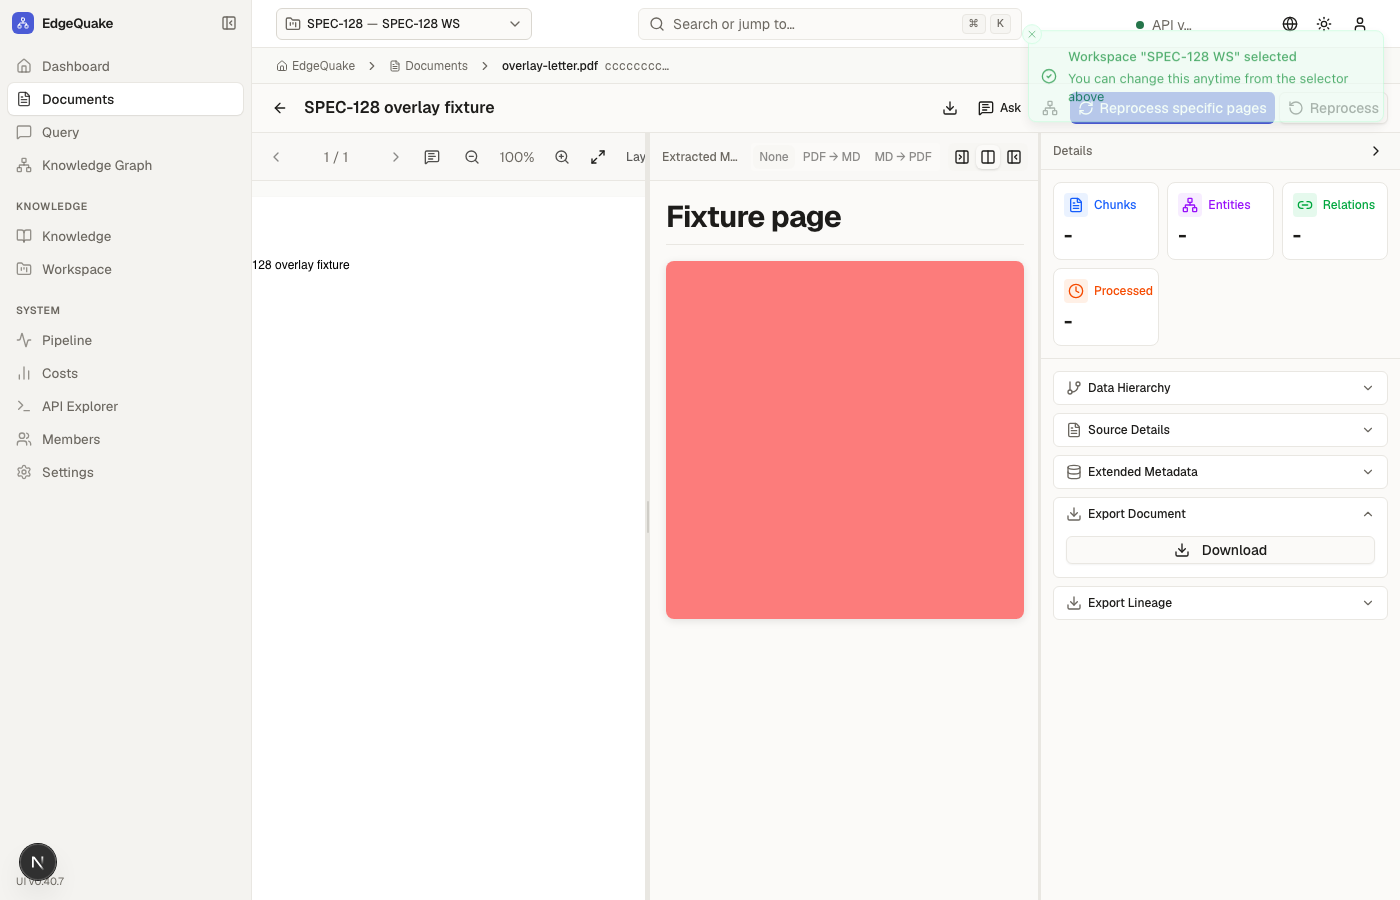 EdgeQuake
Dashboard
Documents
Query
Knowledge Graph
KNOWLEDGE
Knowledge
Workspace
SYSTEM
Pipeline
Costs
API Explorer
Members
Settings
N
UI v0.40.7
SPEC-128 — SPEC-128 WS
Search or jump to...
⌘ K
API v...
EdgeQuake > Documents > overlay-letter.pdf cccccccc...
Workspace "SPEC-128 WS" selected
You can change this anytime from the selector
above
SPEC-128 overlay fixture
Ask
Reprocess specific pages
Reprocess
1 / 1
100%
Lay
128 overlay fixture
Extracted M...
None
PDF → MD
MD → PDF
Fixture page
Details
Chunks
-
Entities
-
Relations
-
Processed
-
Data Hierarchy
Source Details
Extended Metadata
Export Document
Download
Export Lineage